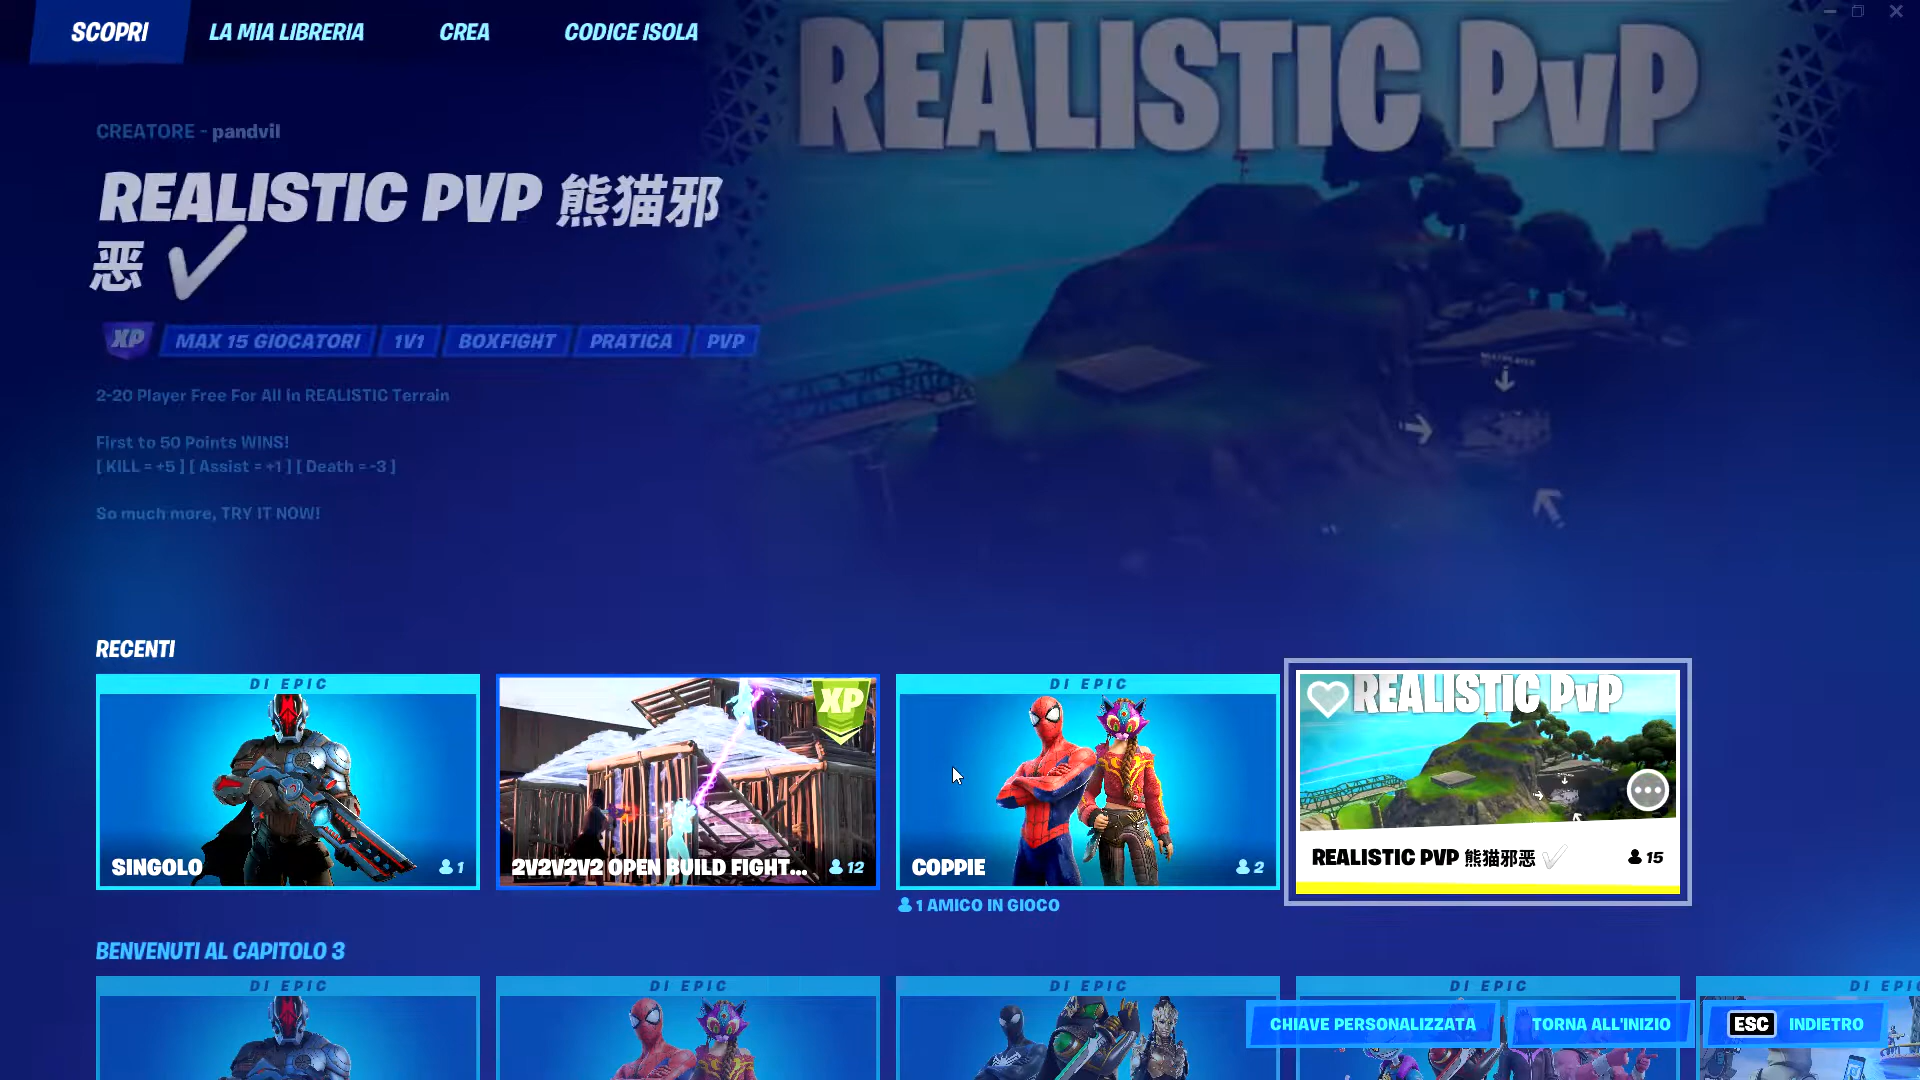 SCOPRI
LA MIA LIBRERIA
CREA
CODICE ISOLA
REALISTIC PvP
CREATORE - pandvil
REALISTIC PVP 熊猫邪
恶 ✔
XP
MAX 15 GIOCATORI
1V1
BOXFIGHT
PRATICA
PVP
2-20 Player Free For All in REALISTIC Terrain
First to 50 Points WINS!
[ KILL = +5 ] [ Assist = +1 ] [ Death = -3 ]
So much more, TRY IT NOW!
RECENTI
DI EPIC
SINGOLO
1
XP
2V2V2V2 OPEN BUILD FIGHT...
12
DI EPIC
COPPIE
2
1 AMICO IN GIOCO
REALISTIC PvP
REALISTIC PVP 熊猫邪恶 ✔
15
BENVENUTI AL CAPITOLO 3
DI EPIC
DI EPIC
DI EPIC
DI EPIC
DI EPIC
CHIAVE PERSONALIZZATA
TORNA ALL'INIZIO
ESC INDIETRO